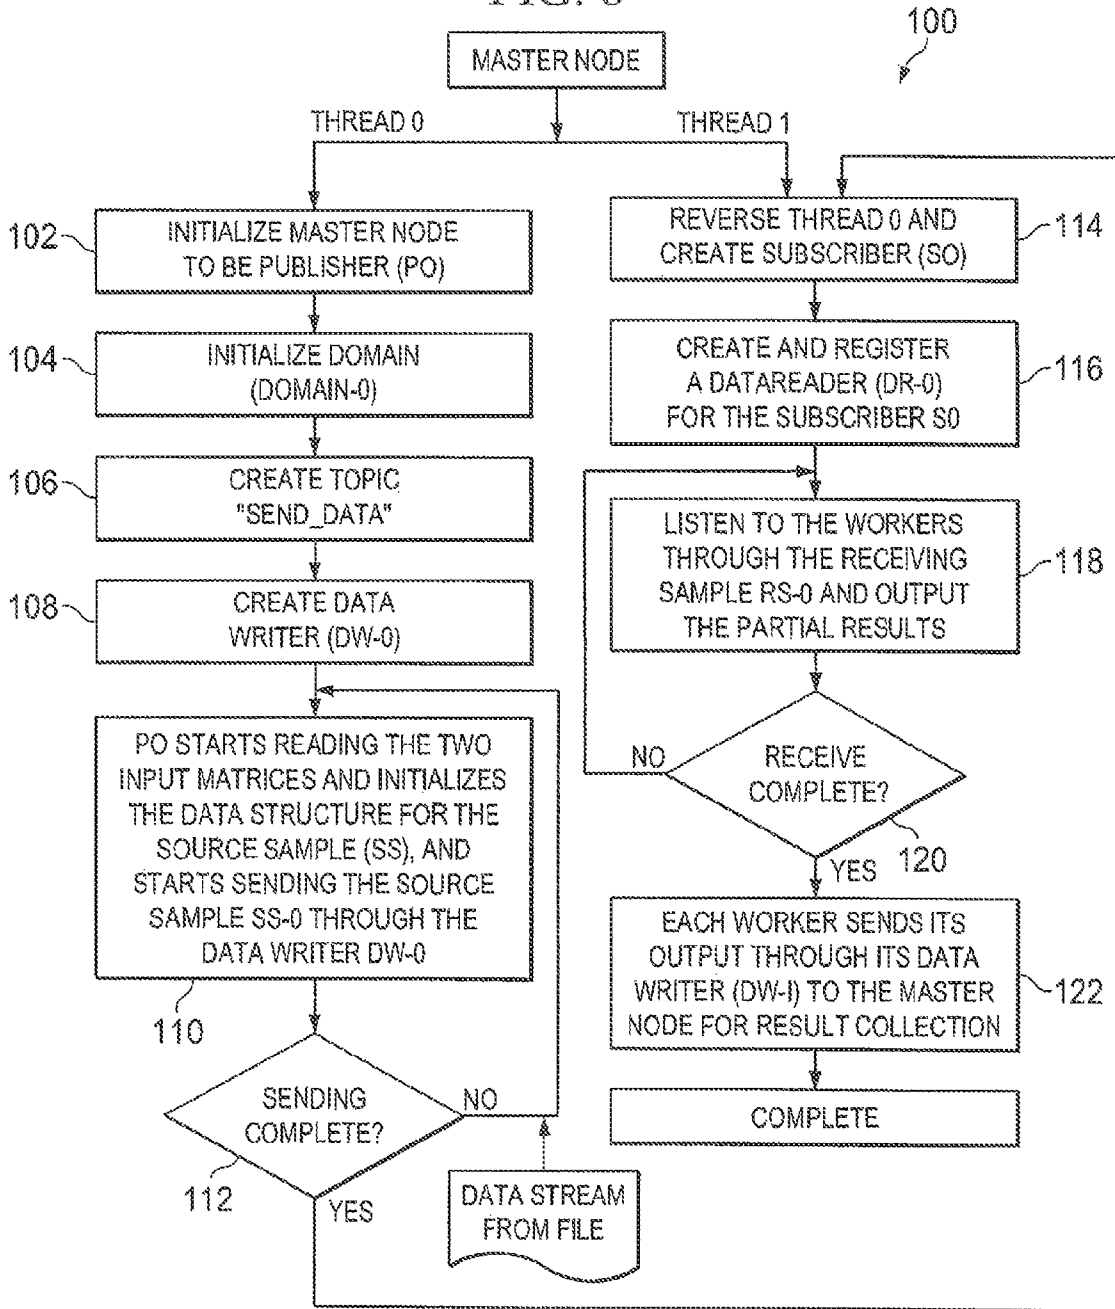 100
MASTER NODE
THREAD 0
THREAD 1
102
INITIALIZE MASTER NODE
TO BE PUBLISHER (PO)
104
INITIALIZE DOMAIN
(DOMAIN-0)
106
CREATE TOPIC
"SEND_DATA"
108
CREATE DATA
WRITER (DW-0)
PO STARTS READING THE TWO
INPUT MATRICES AND INITIALIZES
THE DATA STRUCTURE FOR THE
SOURCE SAMPLE (SS), AND
STARTS SENDING THE SOURCE
SAMPLE SS-0 THROUGH THE
DATA WRITER DW-0
110
SENDING
COMPLETE?
NO
112
YES
DATA STREAM
FROM FILE
REVERSE THREAD 0 AND
CREATE SUBSCRIBER (SO)
114
CREATE AND REGISTER
A DATAREADER (DR-0)
FOR THE SUBSCRIBER S0
116
LISTEN TO THE WORKERS
THROUGH THE RECEIVING
SAMPLE RS-0 AND OUTPUT
THE PARTIAL RESULTS
118
NO
RECEIVE
COMPLETE?
120
YES
EACH WORKER SENDS ITS
OUTPUT THROUGH ITS DATA
WRITER (DW-I) TO THE MASTER
NODE FOR RESULT COLLECTION
122
COMPLETE